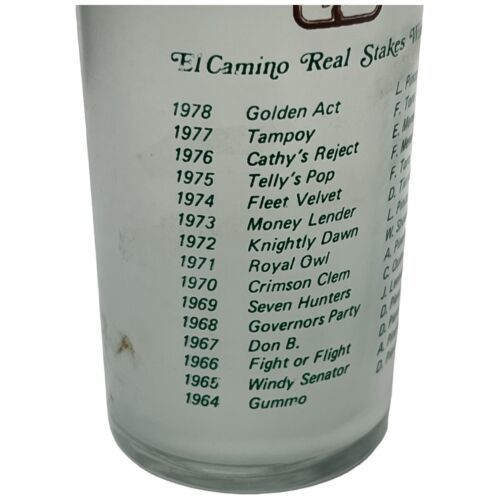 El Camino Real Stakes
1978 Golden Act L.
1977 Tampoy F.
1976 Cathy's Reject E.
1975 Telly's Pop F.
1974 Fleet Velvet F.
1973 Money Lender D.
1972 Knightly Dawn L.
1971 Royal Owl W.
1970 Crimson Clem A.
1969 Seven Hunters C.
1968 Governors Party J.
1967 Don B. D.
1966 Fight or Flight D.
1965 Windy Senator A.
1964 Gummo D.